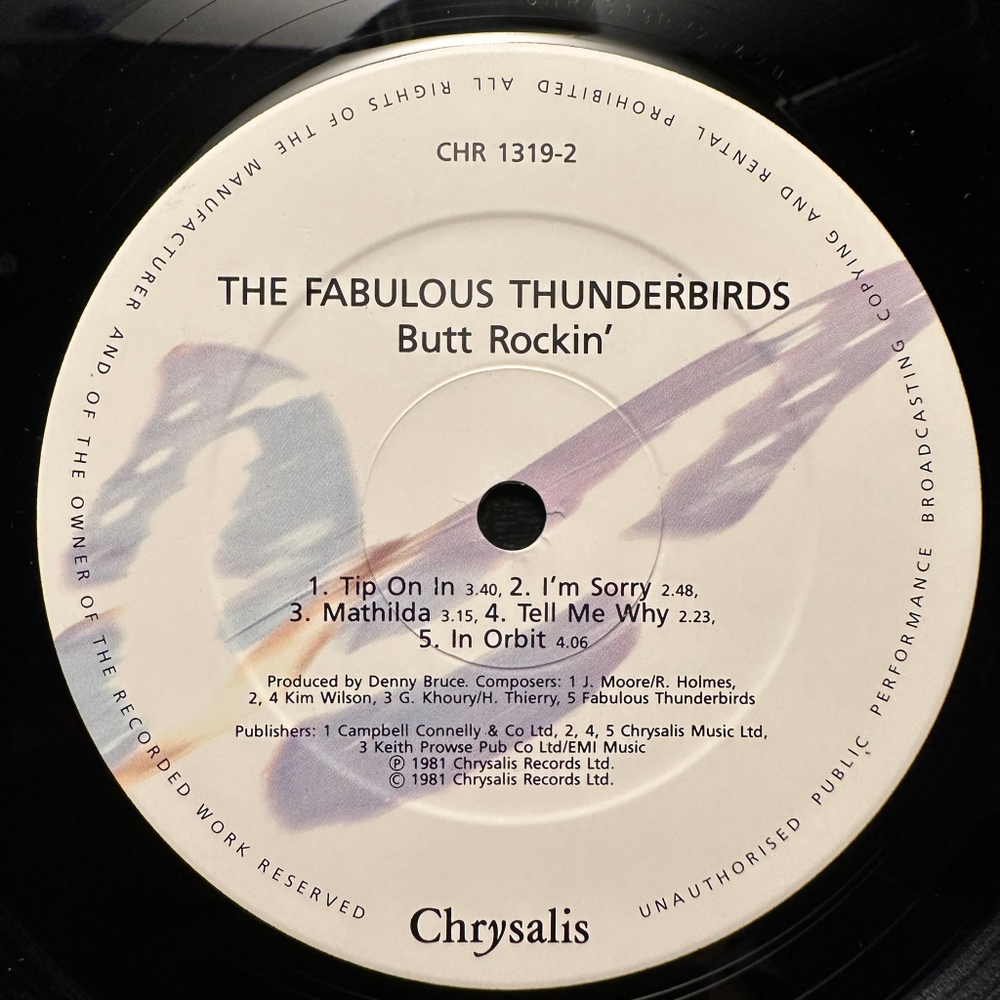 CHR 1319-2
THE FABULOUS THUNDERBIRDS
Butt Rockin'
1. Tip On In 3.40, 2. I'm Sorry 2.48,
3. Mathilda 3.15, 4. Tell Me Why 2.23,
5. In Orbit 4.06
Produced by Denny Bruce. Composers: 1 J. Moore/R. Holmes,
2, 4 Kim Wilson, 3 G. Khoury/H. Thierry, 5 Fabulous Thunderbirds
Publishers: 1 Campbell Connelly & Co Ltd, 2, 4, 5 Chrysalis Music Ltd,
3 Keith Prowse Pub Co Ltd/EMI Music
Ⓟ 1981 Chrysalis Records Ltd.
© 1981 Chrysalis Records Ltd.
Chrysalis
UNAUTHORISED PUBLIC PERFORMANCE BROADCASTING COPYING AND RENTAL PROHIBITED ALL RIGHTS OF THE MANUFACTURER AND OF THE OWNER OF THE RECORDED WORK RESERVED